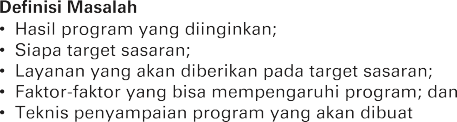 Definisi Masalah
• Hasil program yang diinginkan;
• Siapa target sasaran;
• Layanan yang akan diberikan pada target sasaran;
• Faktor-faktor yang bisa mempengaruhi program; dan
• Teknis penyampaian program yang akan dibuat